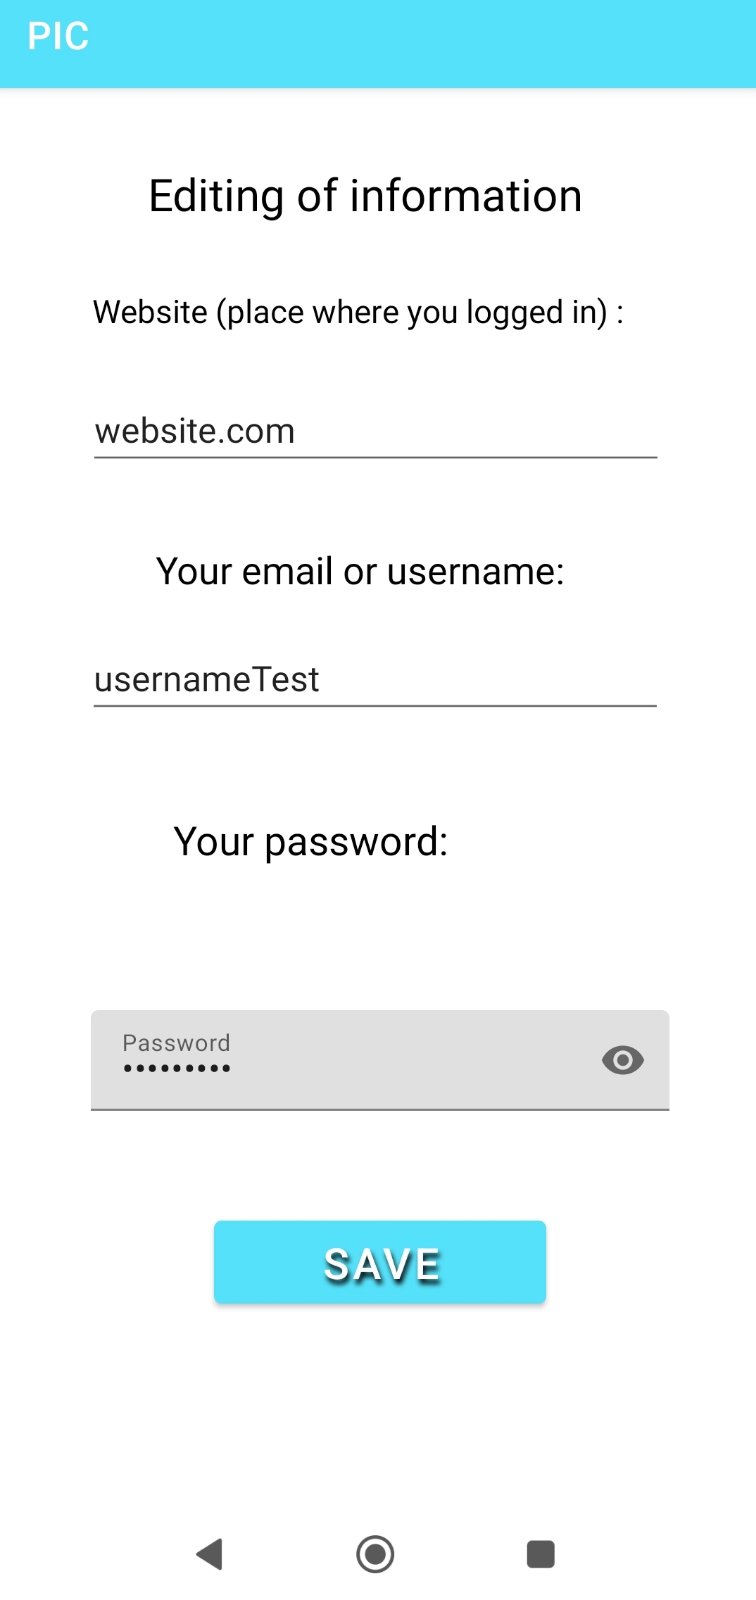 PIC
Editing of information
Website (place where you logged in) :
website.com
Your email or username:
usernameTest
Your password:
Password
•••••••••
SAVE